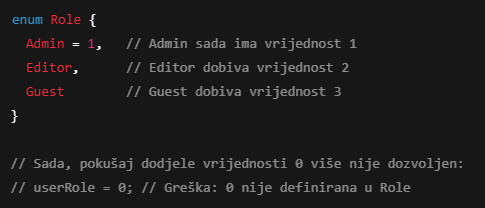 enum Role {
  Admin = 1,   // Admin sada ima vrijednost 1
  Editor,      // Editor dobiva vrijednost 2
  Guest        // Guest dobiva vrijednost 3
}
// Sada, pokušaj dodjele vrijednosti 0 više nije dozvoljen:
// userRole = 0; // Greška: 0 nije definirana u Role